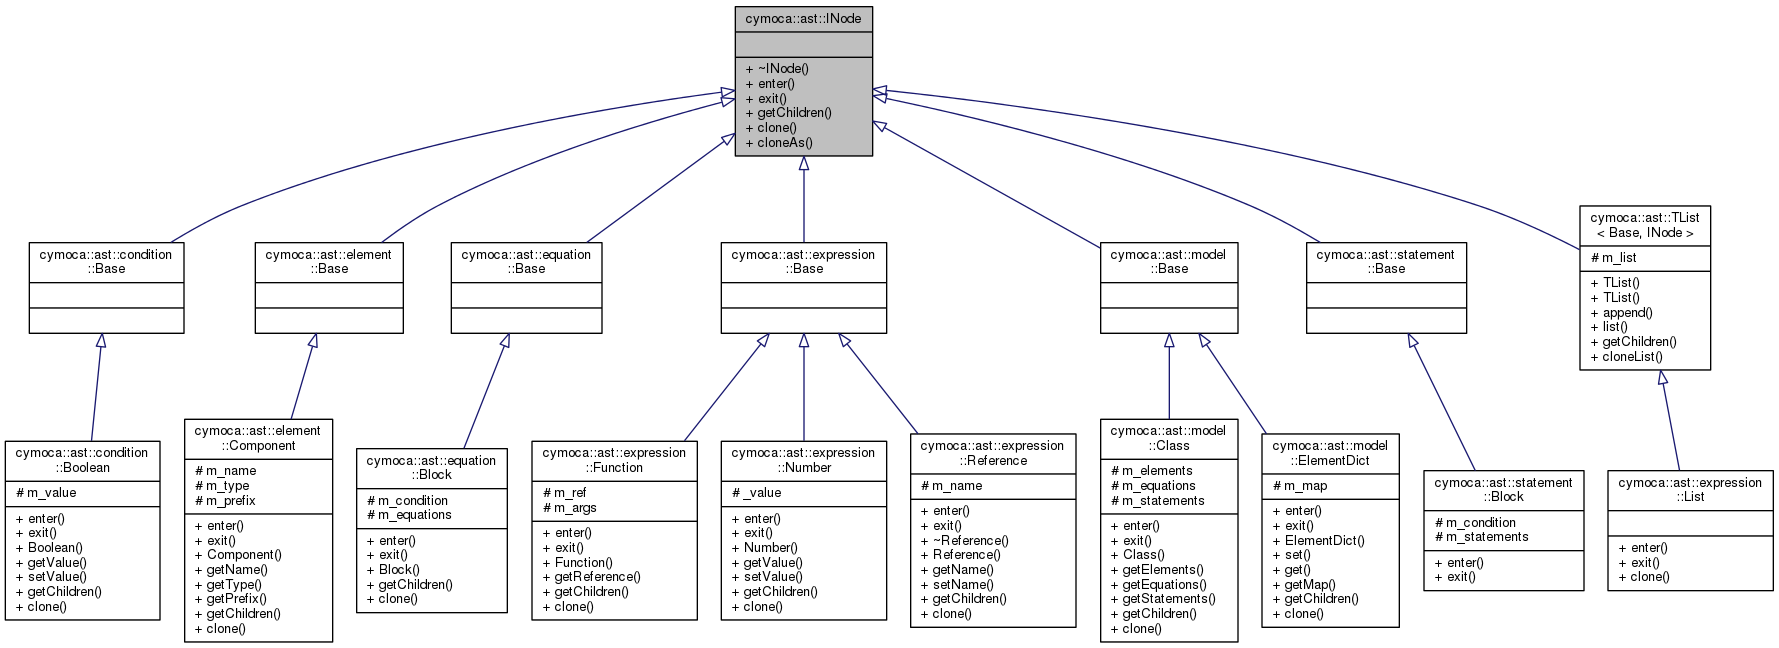 cymoca::ast::INode
+ ~INode()
+ enter()
+ exit()
+ getChildren()
+ clone()
+ cloneAs()
cymoca::ast::condition
::Base
cymoca::ast::element
::Base
cymoca::ast::equation
::Base
cymoca::ast::expression
::Base
cymoca::ast::model
::Base
cymoca::ast::statement
::Base
cymoca::ast::TList
< Base, INode >
# m_list
+ TList()
+ TList()
+ append()
+ list()
+ getChildren()
+ cloneList()
cymoca::ast::condition
::Boolean
# m_value
+ enter()
+ exit()
+ Boolean()
+ getValue()
+ setValue()
+ getChildren()
+ clone()
cymoca::ast::element
::Component
# m_name
# m_type
# m_prefix
+ enter()
+ exit()
+ Component()
+ getName()
+ getType()
+ getPrefix()
+ getChildren()
+ clone()
cymoca::ast::equation
::Block
# m_condition
# m_equations
+ enter()
+ exit()
+ Block()
+ getChildren()
+ clone()
cymoca::ast::expression
::Function
# m_ref
# m_args
+ enter()
+ exit()
+ Function()
+ getReference()
+ getChildren()
+ clone()
cymoca::ast::expression
::Number
# _value
+ enter()
+ exit()
+ Number()
+ getValue()
+ setValue()
+ getChildren()
+ clone()
cymoca::ast::expression
::Reference
# m_name
+ enter()
+ exit()
+ ~Reference()
+ Reference()
+ getName()
+ setName()
+ getChildren()
+ clone()
cymoca::ast::model
::Class
# m_elements
# m_equations
# m_statements
+ enter()
+ exit()
+ Class()
+ getElements()
+ getEquations()
+ getStatements()
+ getChildren()
+ clone()
cymoca::ast::model
::ElementDict
# m_map
+ enter()
+ exit()
+ ElementDict()
+ set()
+ get()
+ getMap()
+ getChildren()
+ clone()
cymoca::ast::statement
::Block
# m_condition
# m_statements
+ enter()
+ exit()
cymoca::ast::expression
::List
+ enter()
+ exit()
+ clone()